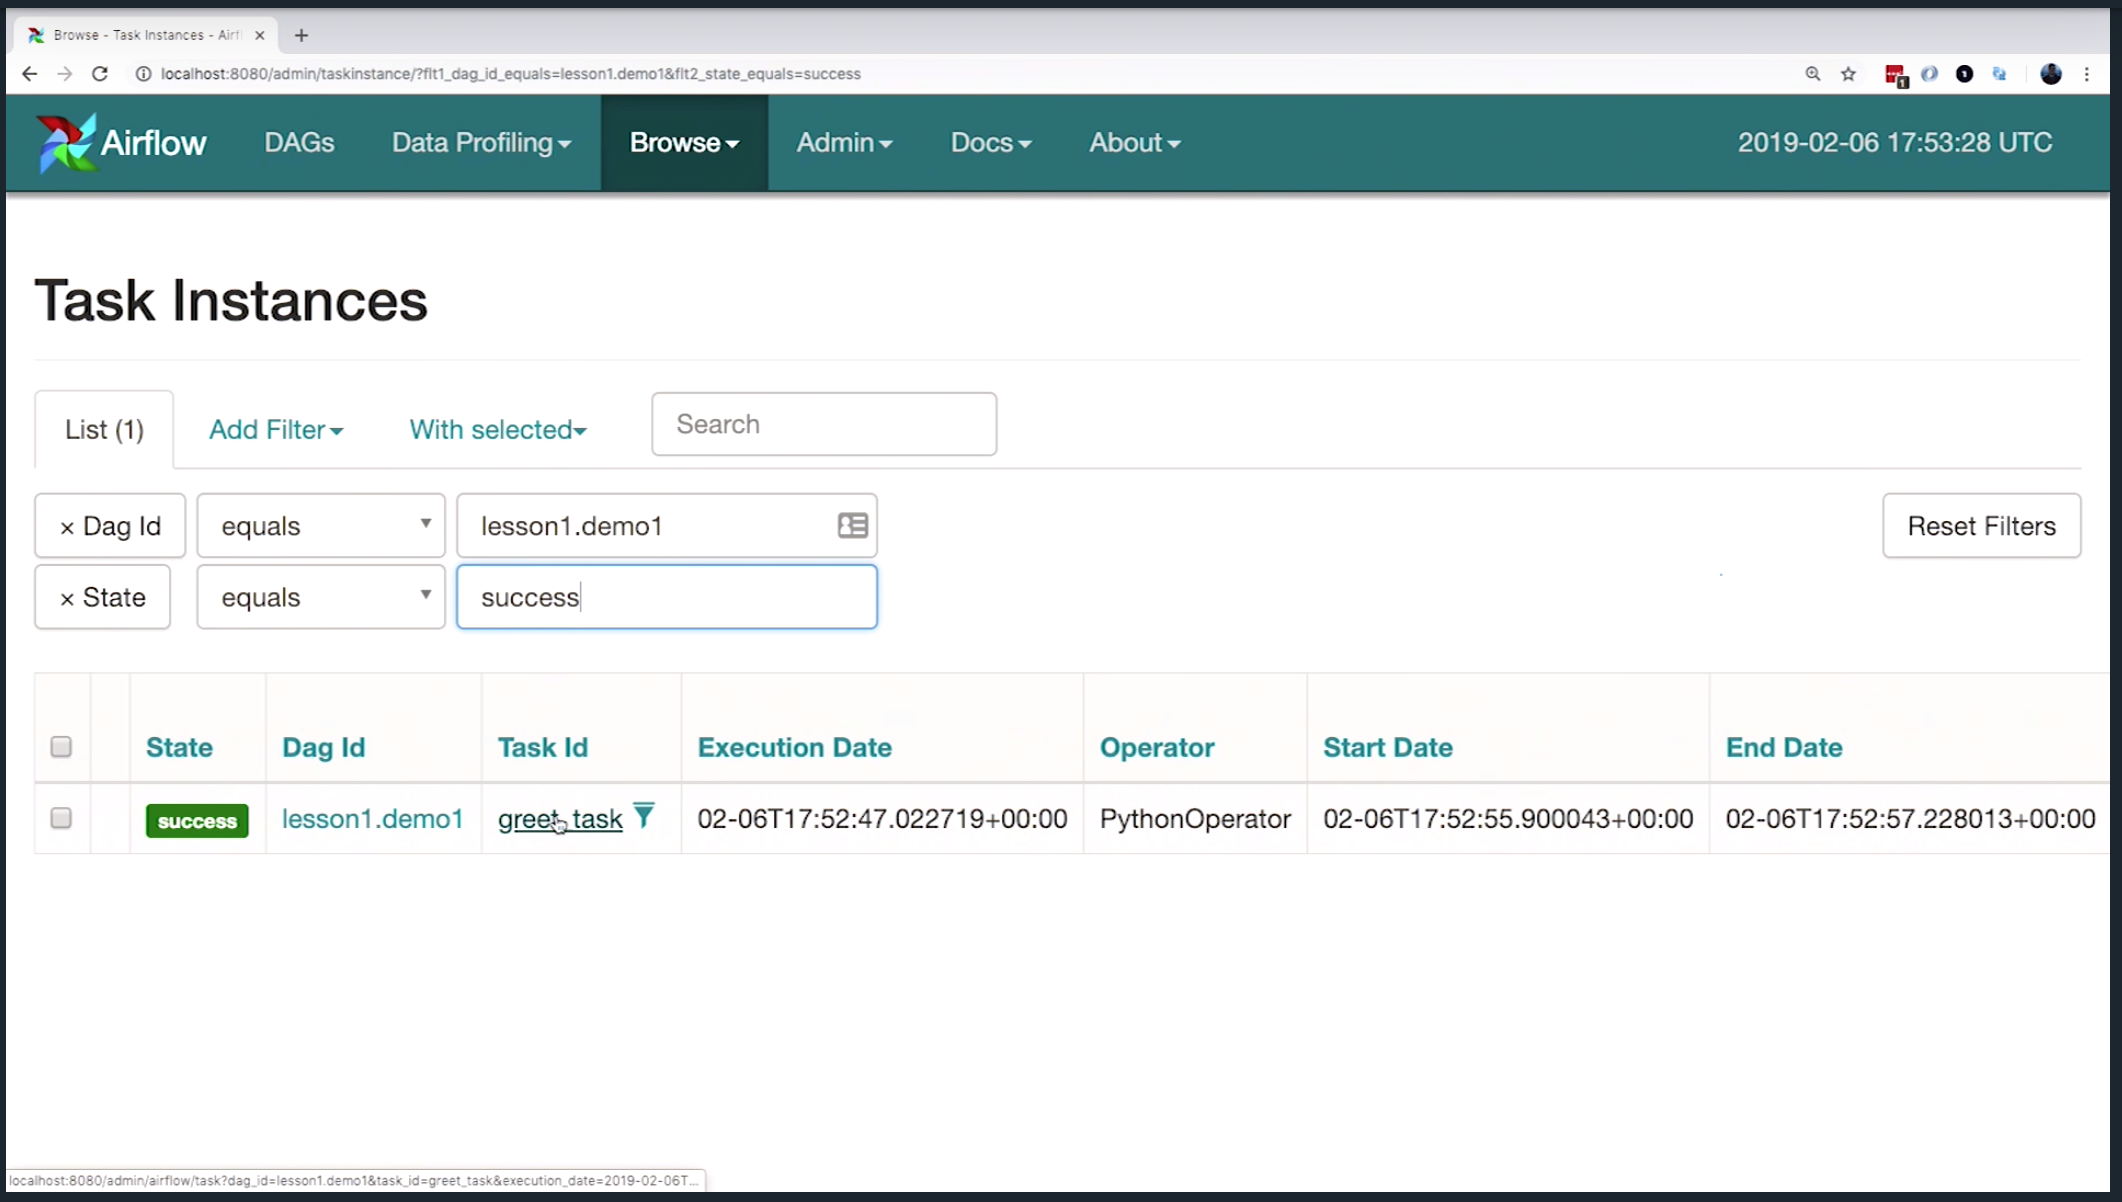 Browse - Task Instances - Airfl
localhost:8080/admin/taskinstance/?flt1_dag_id_equals=lesson1.demo1&flt2_state_equals=success
Airflow DAGs Data Profiling Browse Admin Docs About 2019-02-06 17:53:28 UTC
Task Instances
List (1) Add Filter With selected Search
× Dag Id equals lesson1.demo1 Reset Filters
× State equals success
State Dag Id Task Id Execution Date Operator Start Date End Date
success lesson1.demo1 greet_task 02-06T17:52:47.022719+00:00 PythonOperator 02-06T17:52:55.900043+00:00 02-06T17:52:57.228013+00:00
localhost:8080/admin/airflow/task?dag_id=lesson1.demo1&task_id=greet_task&execution_date=2019-02-06T...